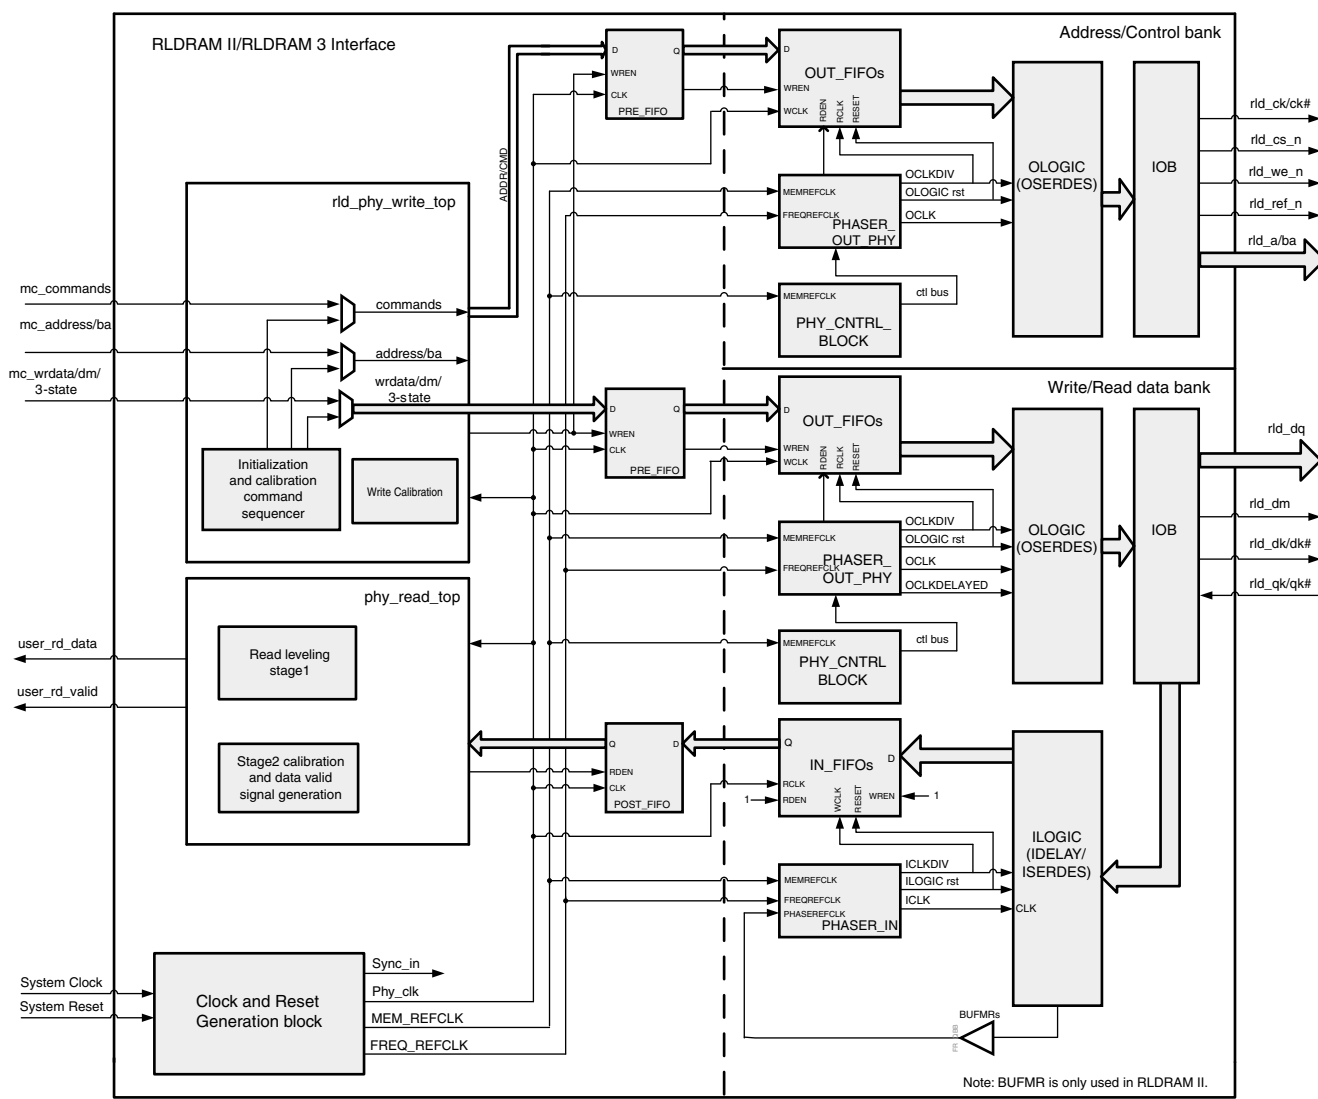 RLDRAM II/RLDRAM 3 Interface
Address/Control bank
D
Q
WREN
CLK
PRE_FIFO
D
OUT_FIFOs
WREN
WCLK
RDEN
RCLK
RESET
OLOGIC
(OSERDES)
IOB
rld_ck/ck#
rld_cs_n
rld_we_n
rld_ref_n
rld_a/ba
ADDR/CMD
MEMREFCLK
FREQREFCLK
PHASER_
OUT_PHY
OCLKDIV
OLOGIC rst
OCLK
ctl bus
MEMREFCLK
PHY_CNTRL_
BLOCK
rld_phy_write_top
mc_commands
mc_address/ba
mc_wrdata/dm/
3-state
commands
address/ba
wrdata/dm/
3-state
Initialization
and calibration
command
sequencer
Write Calibration
Write/Read data bank
D
Q
WREN
CLK
PRE_FIFO
D
OUT_FIFOs
WREN
WCLK
RDEN
RCLK
RESET
OLOGIC
(OSERDES)
IOB
rld_dq
rld_dm
rld_dk/dk#
rld_qk/qk#
MEMREFCLK
FREQREFCLK
PHASER_
OUT_PHY
OCLKDIV
OLOGIC rst
OCLK
OCLKDELAYED
ctl bus
MEMREFCLK
PHY_CNTRL
BLOCK
phy_read_top
user_rd_data
user_rd_valid
Read leveling
stage1
Stage2 calibration
and data valid
signal generation
Q
D
RDEN
CLK
POST_FIFO
Q
D
IN_FIFOs
RCLK
1
RDEN
WCLK
RESET
WREN
1
ILOGIC
(IDELAY/
ISERDES)
CLK
MEMREFCLK
FREQREFCLK
PHASEREFCLK
PHASER_IN
ICLKDIV
ILOGIC rst
ICLK
System Clock
System Reset
Clock and Reset
Generation block
Sync_in
Phy_clk
MEM_REFCLK
FREQ_REFCLK
BUFMRs
Note: BUFMR is only used in RLDRAM II.